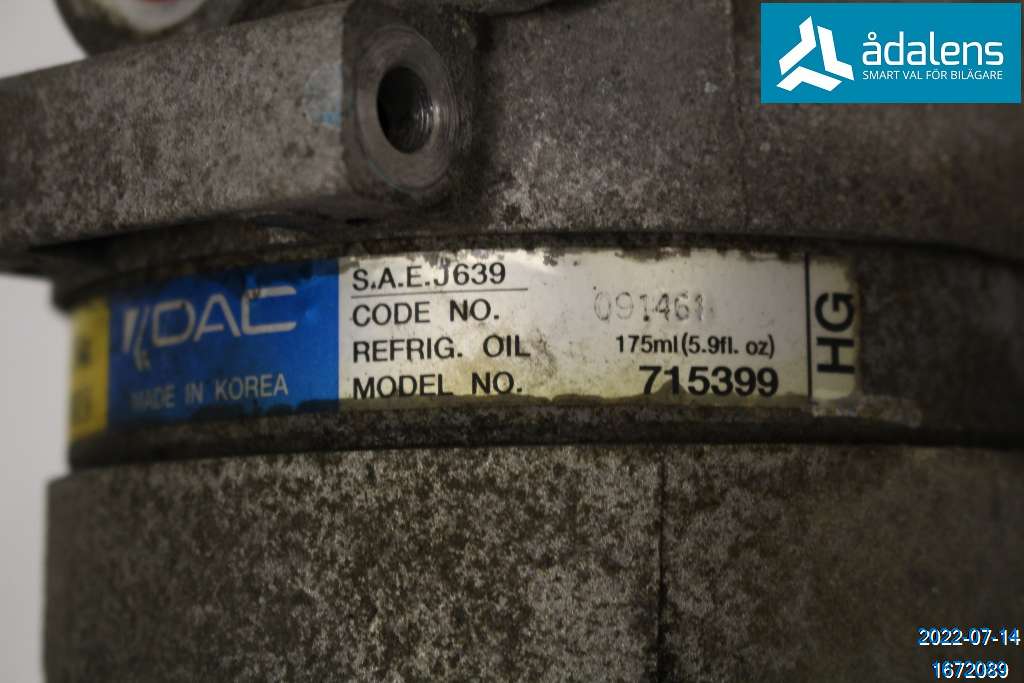 ådalens
SMART VAL FÖR BILÄGARE
S.A.E.J639
CODE NO. 091461
REFRIG. OIL 175ml(5.9fl. oz)
MODEL NO. 715399
HG
KDAC
MADE IN KOREA
2022-07-14
1672089